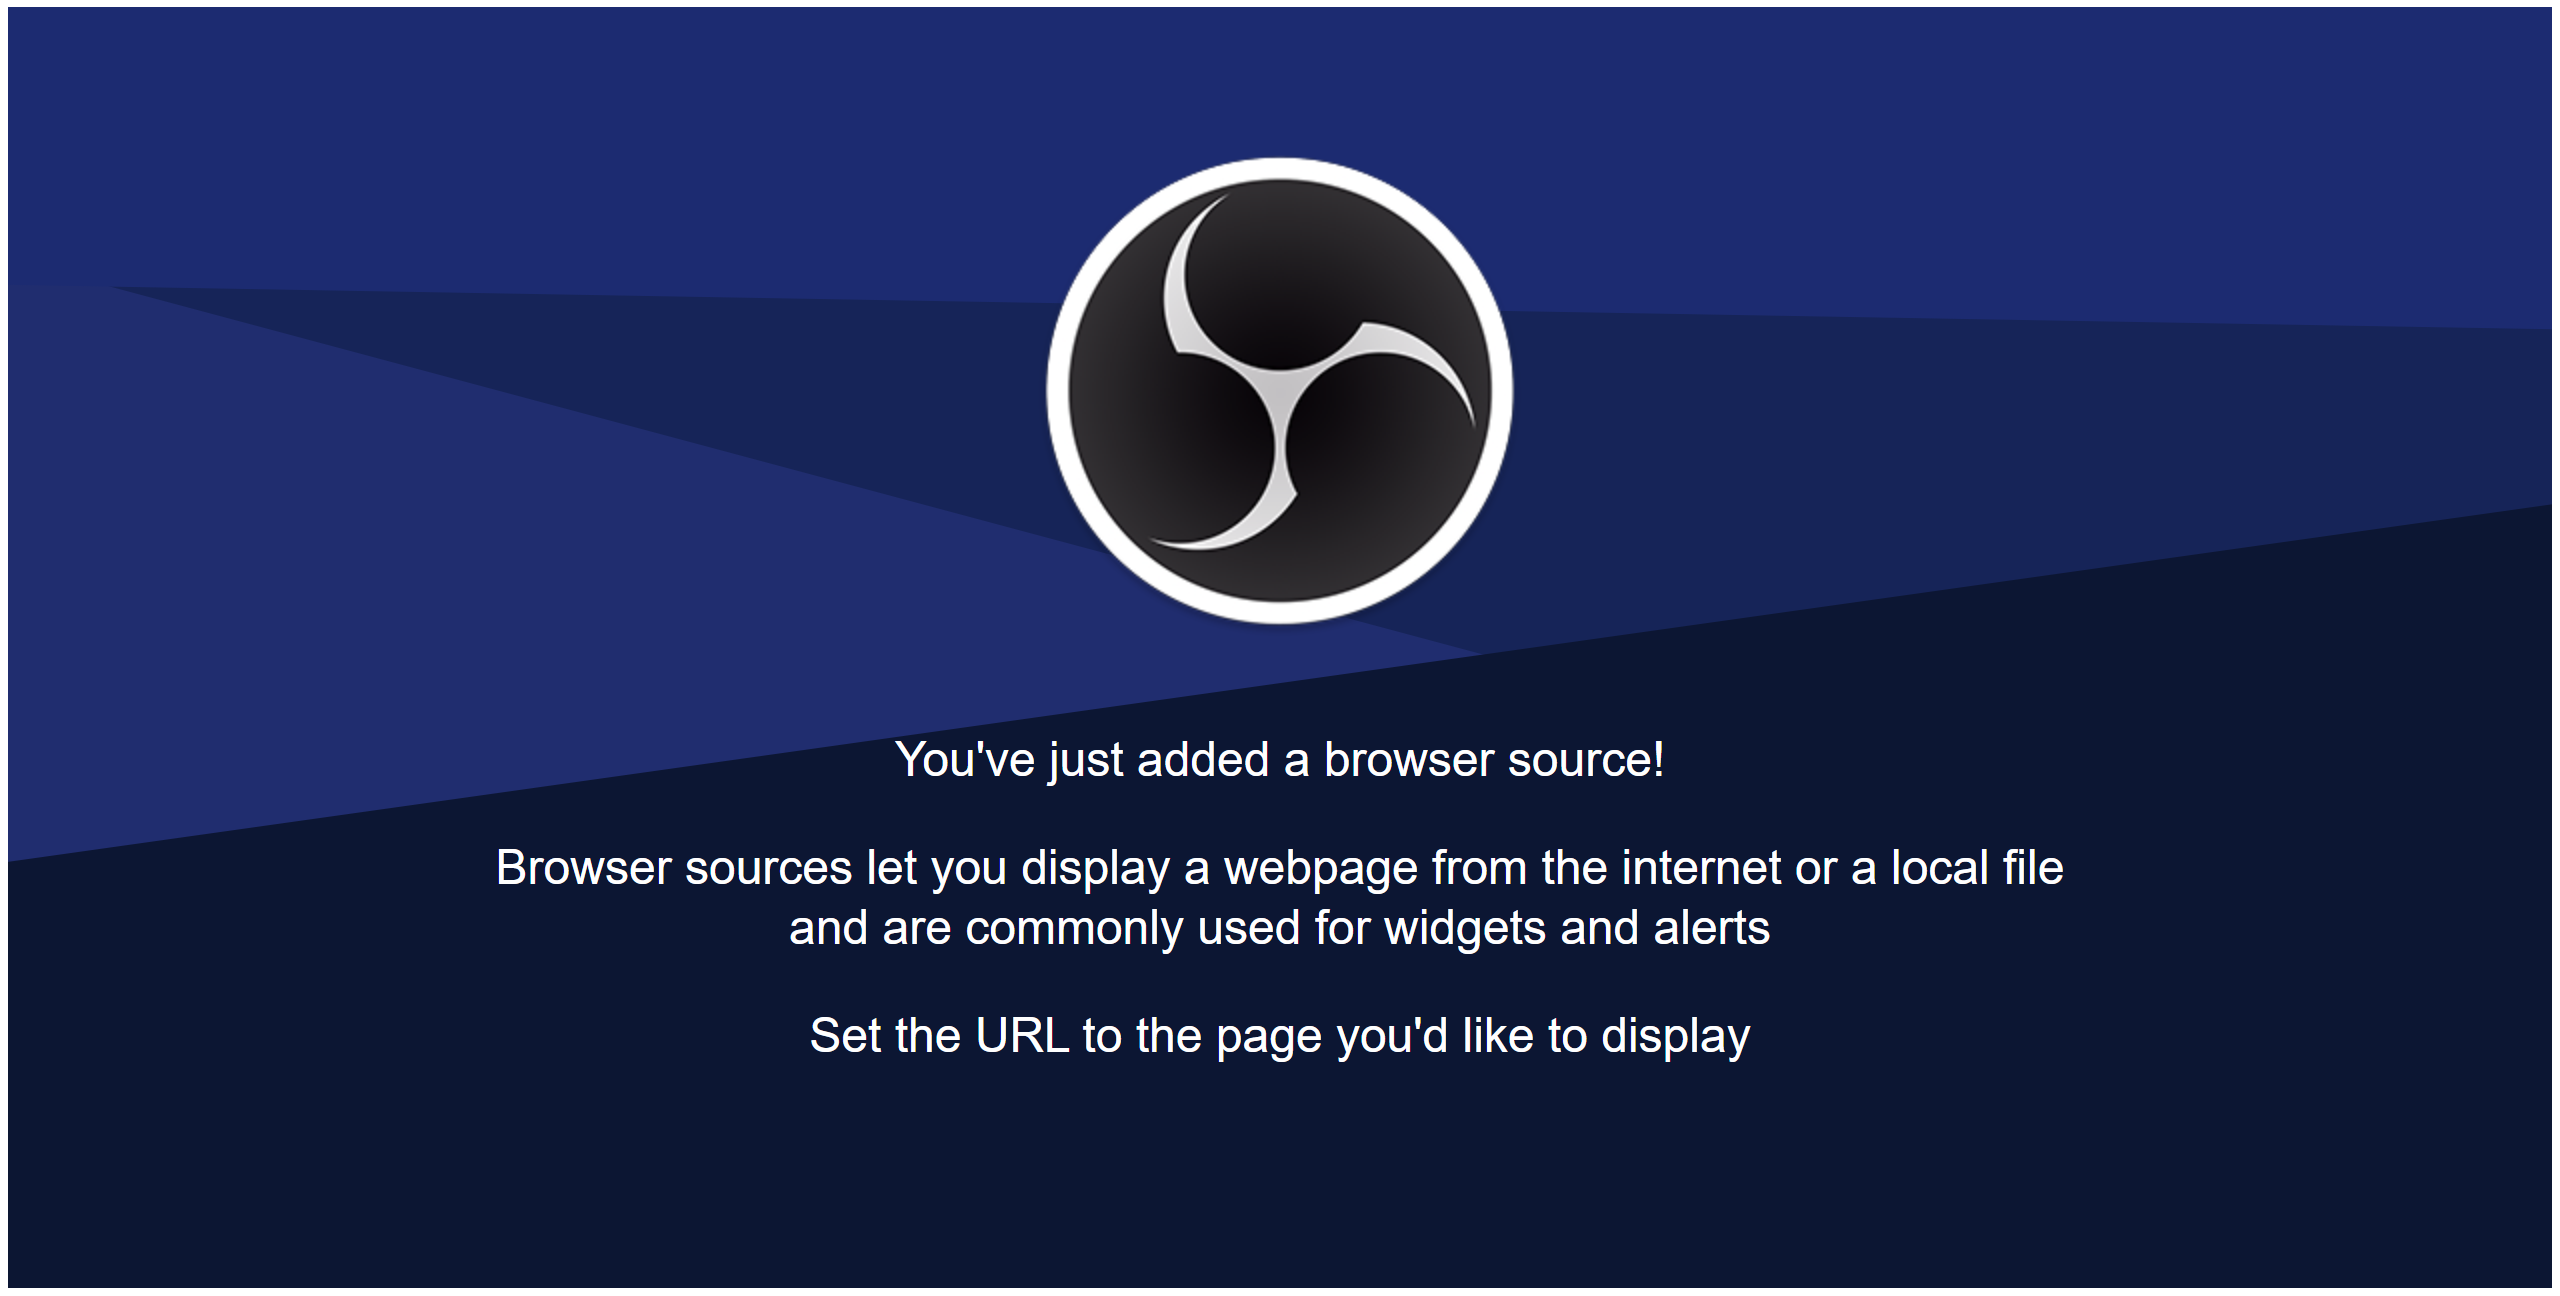 You've just added a browser source!
Browser sources let you display a webpage from the internet or a local file
and are commonly used for widgets and alerts
Set the URL to the page you'd like to display